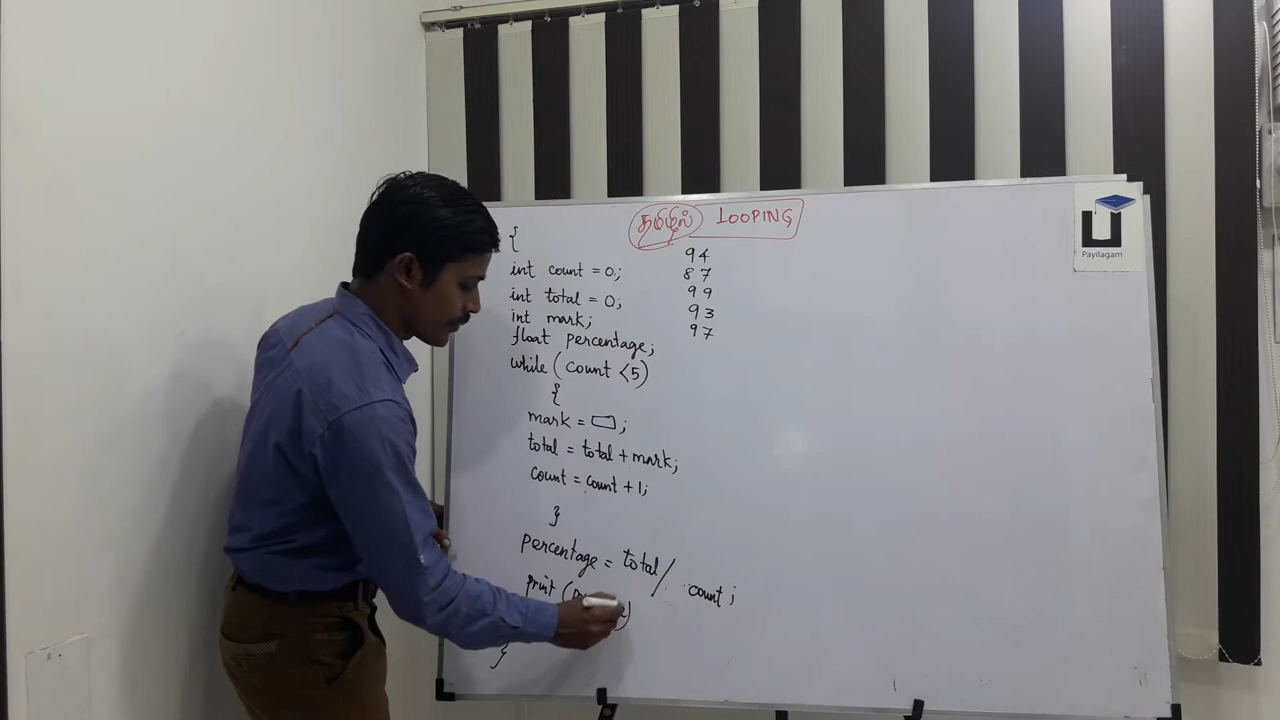 தமிழில் LOOPING
{
int count = 0;
int total = 0;
int mark;
float percentage;
while (count <5)
{
mark = ;
total = total + mark;
count = count + 1;
}
percentage = total / count;
print (
)
}
94
87
99
93
97
Payilagam